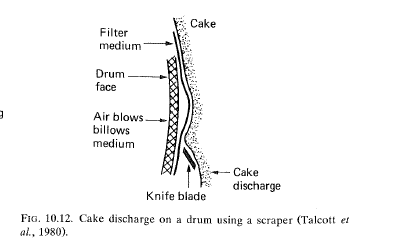 Cake
Filter
medium
Drum
face
Air blows
billows
medium
Cake
discharge
Knife blade
FIG. 10.12. Cake discharge on a drum using a scraper (Talcott et
al., 1980).